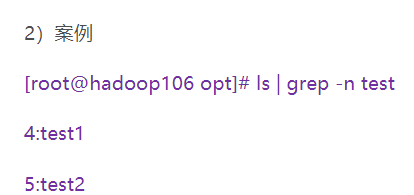 2）案例
[root@hadoop106 opt]# ls | grep -n test
4:test1
5:test2